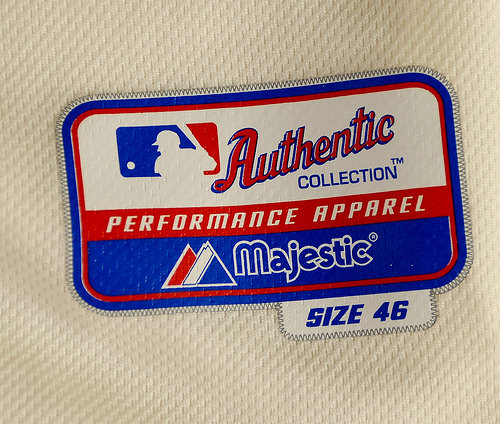 Authentic
COLLECTION™
PERFORMANCE APPAREL
Majestic®
SIZE 46